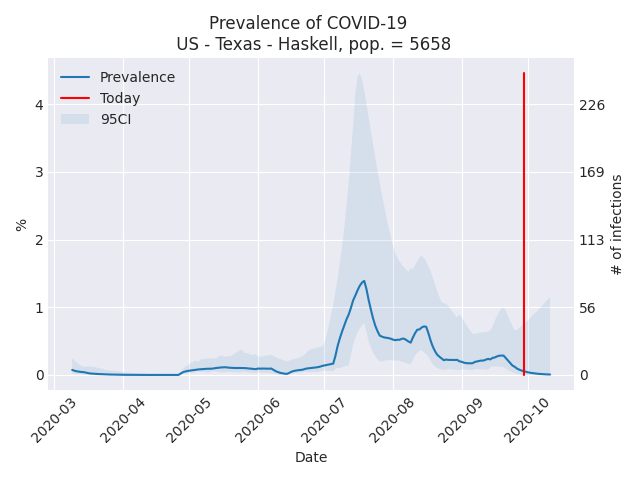 Prevalence of COVID-19
US - Texas - Haskell, pop. = 5658
Prevalence
Today
95CI
4
3
2
1
0
%
226
169
113
56
0
# of infections
2020-03
2020-04
2020-05
2020-06
2020-07
2020-08
2020-09
2020-10
Date